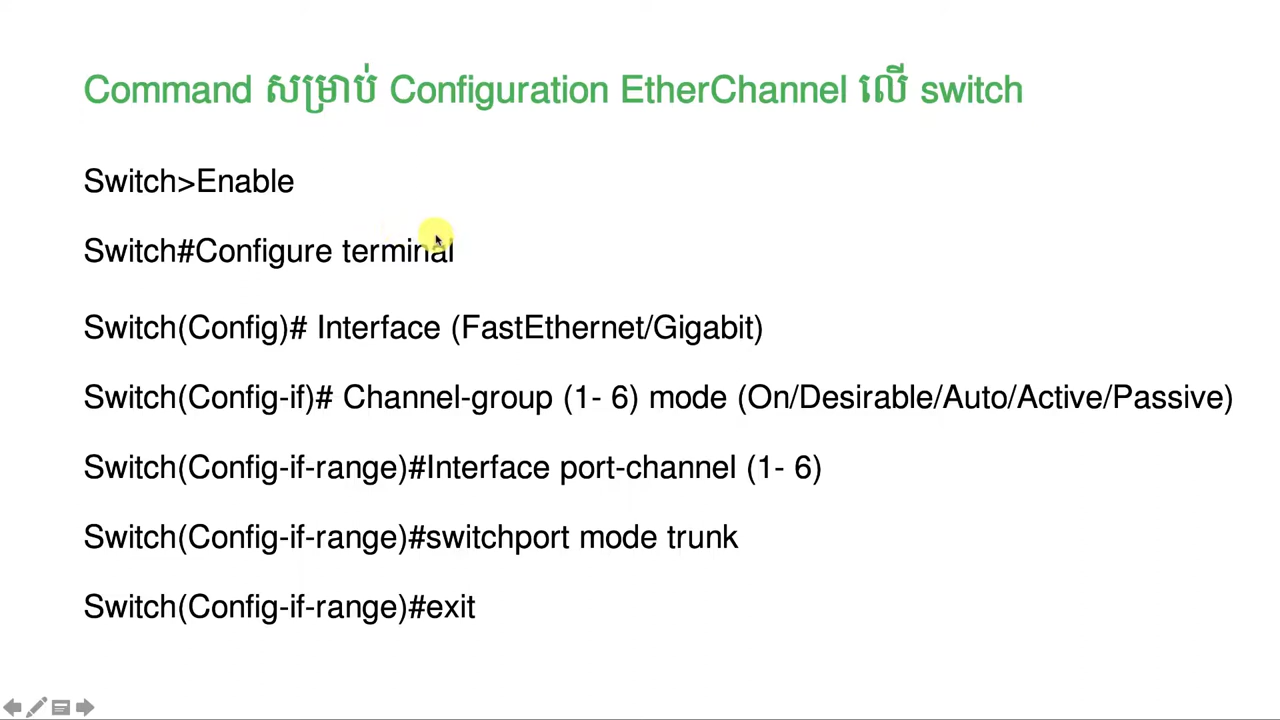 Command សម្រាប់ Configuration EtherChannel លើ switch
Switch>Enable
Switch#Configure terminal
Switch(Config)# Interface (FastEthernet/Gigabit)
Switch(Config-if)# Channel-group (1- 6) mode (On/Desirable/Auto/Active/Passive)
Switch(Config-if-range)#Interface port-channel (1- 6)
Switch(Config-if-range)#switchport mode trunk
Switch(Config-if-range)#exit